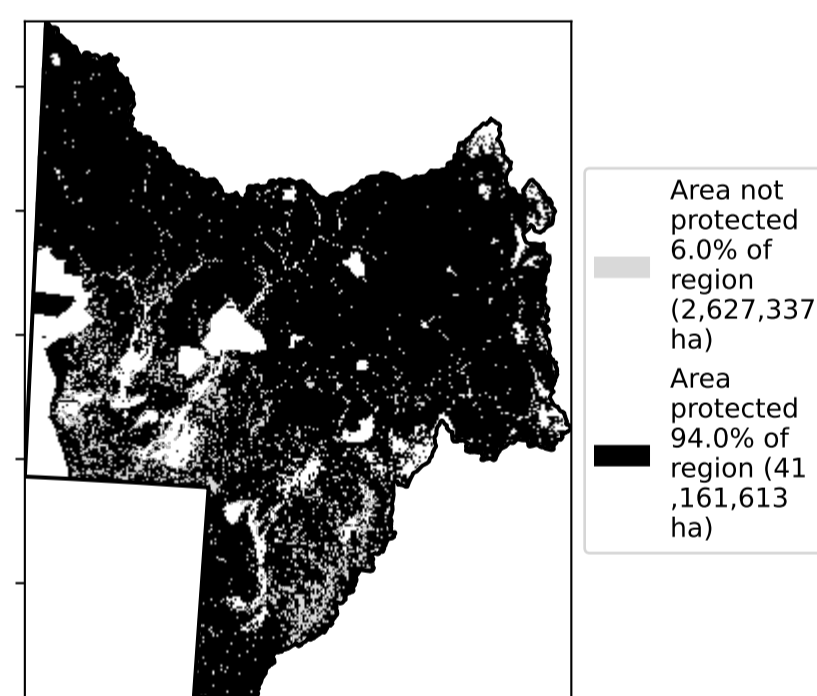 Area not
protected
6.0% of
region
(2,627,337
ha)
Area
protected
94.0% of
region (41
,161,613
ha)